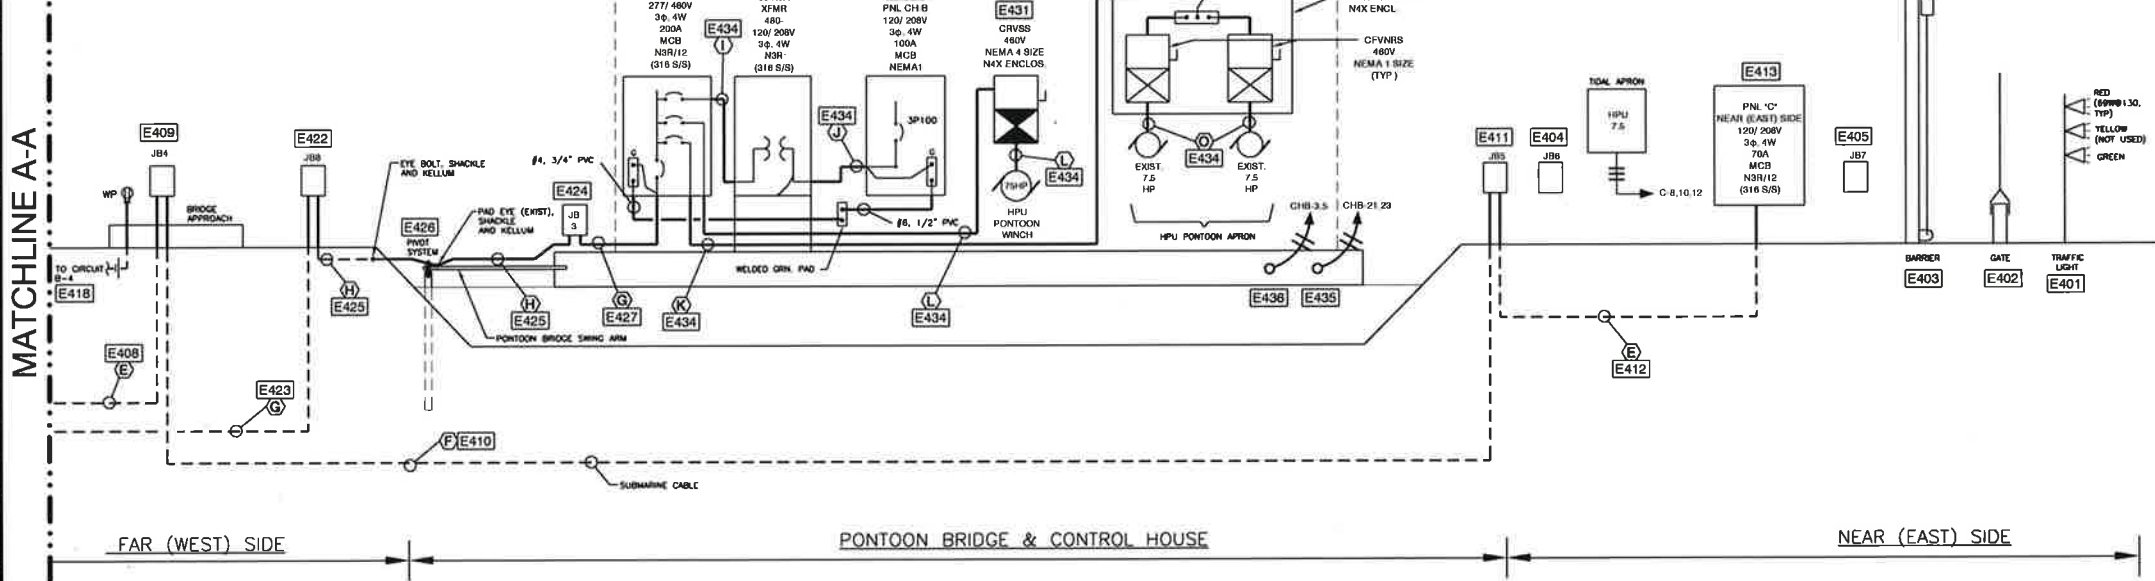 MATCHLINE A-A
277/ 460V
3ф, 4W
200A
MCB
N3R/12
(316 S/S)
E434
I
XFMR
480-
120/ 208V
3ф, 4W
N3R-
(316 S/S)
PNL CH B
120/ 208V
3ф, 4W
100A
MCB
NEMA1
E431
CRVSS
460V
NEMA 4 SIZE
N4X ENCLOS.
N4X ENCL
CFVNRS
460V
NEMA 1 SIZE
(TYP)
E409
JB4
WP
BRIDGE
APPROACH
E422
JB8
EYE BOLT, SHACKLE
AND KELLUM
E426
PIVOT
SYSTEM
PAD EYE (EXIST),
SHACKLE
AND KELLUM
E424
JB
3
#4, 3/4" PVC
G
E434
J
3P100
G
#6, 1/2" PVC
WELDED GRN. PAD
L
E434
75HP
HPU
PONTOON
WINCH
O
E434
EXIST.
7.5
HP
EXIST.
7.5
HP
HPU PONTOON APRON
CHB-3,5
CHB-21,23
E436
E435
E411
JB5
E404
JB6
TIDAL APRON
HPU
7.5
C-8,10,12
E413
PNL "C"
NEAR (EAST) SIDE
120/ 208V
3ф, 4W
70A
MCB
N3R/12
(316 S/S)
E405
JB7
RED
TYP)
YELLOW
(NOT USED)
GREEN
BARRIER
E403
GATE
E402
TRAFFIC
LIGHT
E401
TO CIRCUIT
B-4
E418
H
E425
H
E425
G
E427
K
E434
L
E434
PONTOON BRIDGE SWING ARM
E408
E
E423
G
F E410
SUBMARINE CABLE
E
E412
FAR (WEST) SIDE
PONTOON BRIDGE & CONTROL HOUSE
NEAR (EAST) SIDE